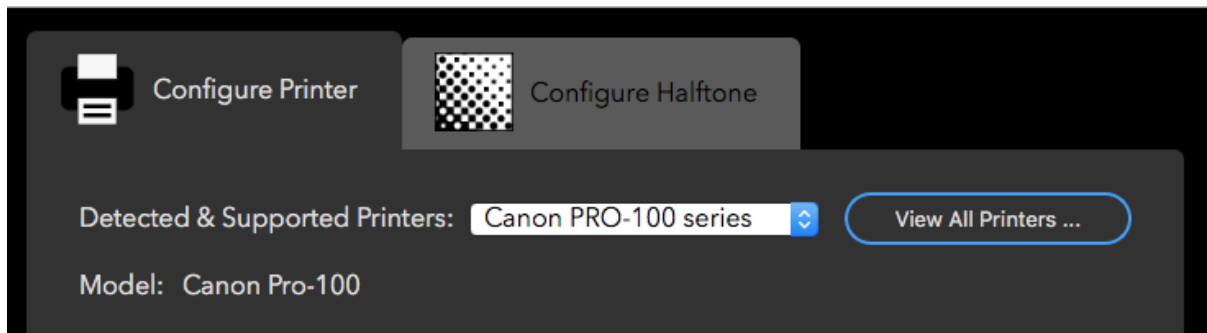 Configure Printer
Configure Halftone
Detected & Supported Printers: Canon PRO-100 series View All Printers ...
Model: Canon Pro-100